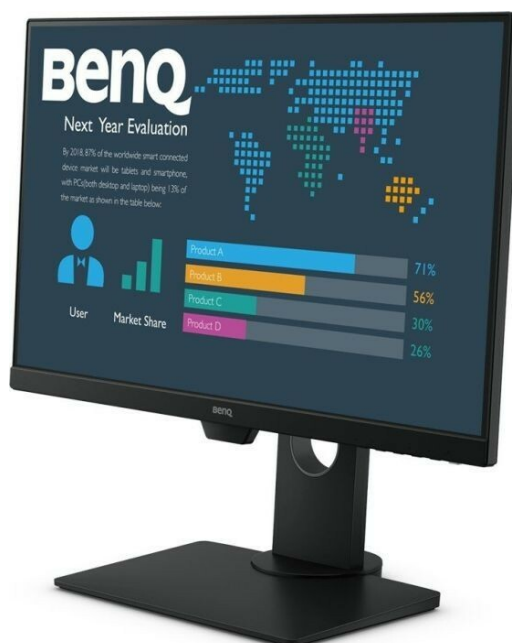 BenQ
Next Year Evaluation
By 2018, 87% of the worldwide smart connected
device market will be tablets and smartphone,
with PCs(both desktop and laptop) being 13% of
the market as shown in the table below:
Product A
71%
Product B
56%
Product C
30%
Product D
26%
User
Market Share
BenQ